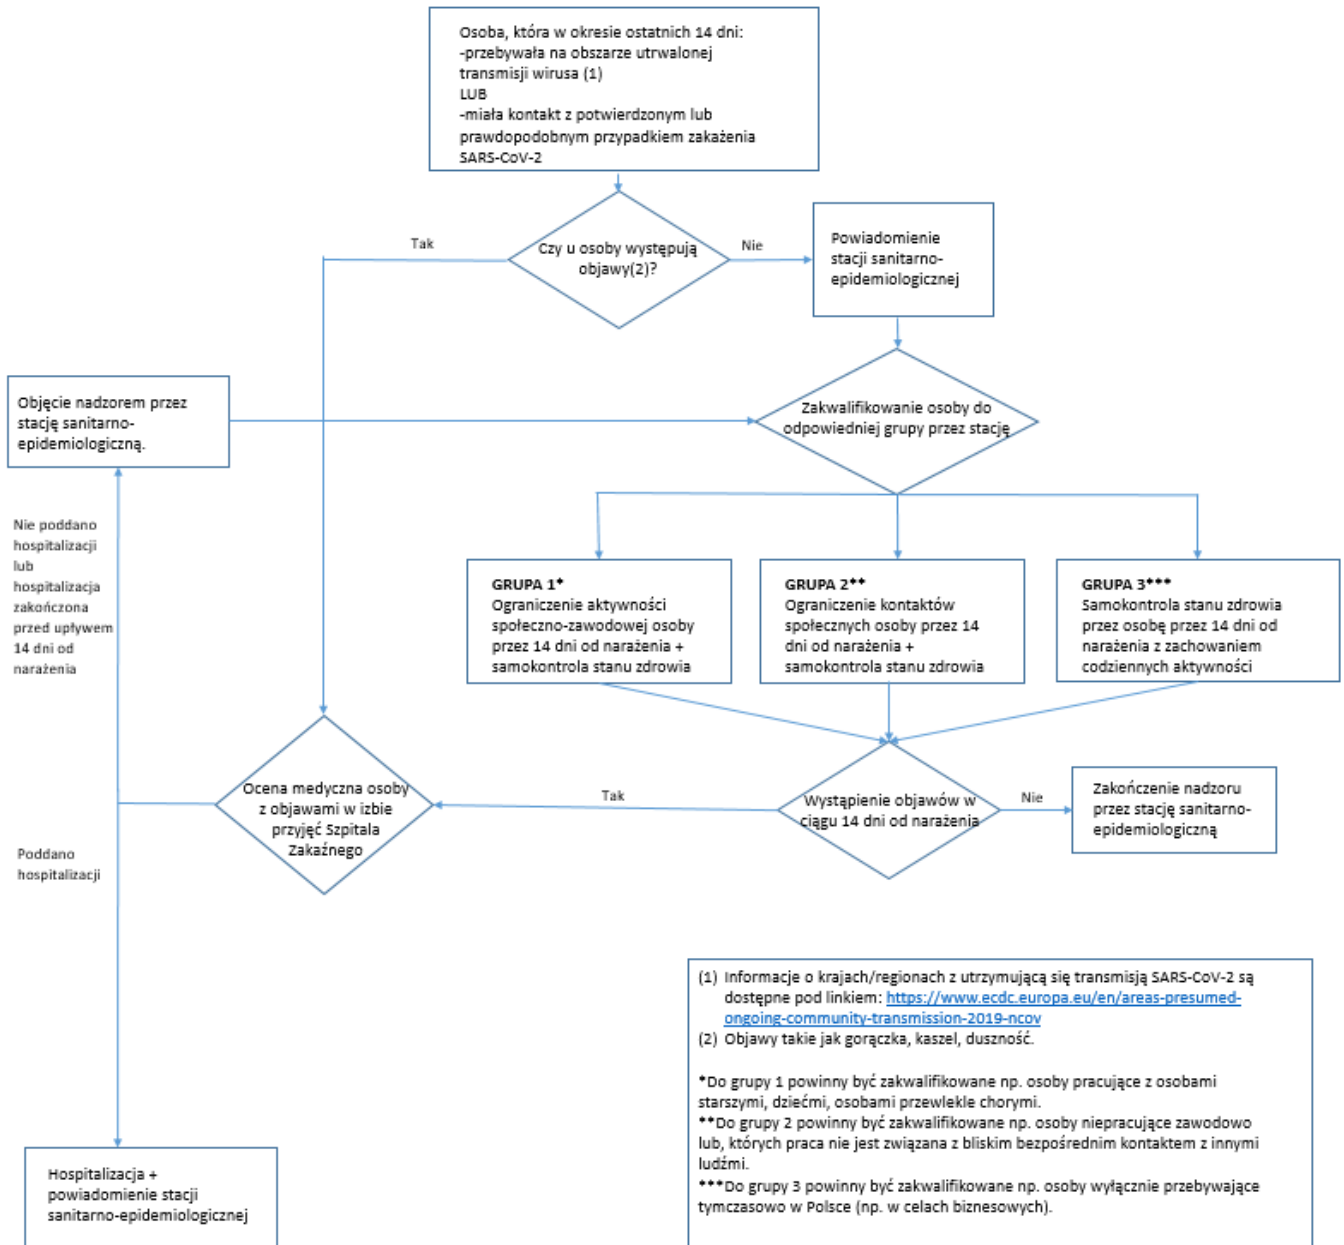 Osoba, która w okresie ostatnich 14 dni:
-przebywała na obszarze utrwalonej
transmisji wirusa (1)
LUB
-miała kontakt z potwierdzonym lub
prawdopodobnym przypadkiem zakażenia
SARS-CoV-2
Tak
Czy u osoby występują
objawy(2)?
Nie
Powiadomienie
stacji sanitarno-
epidemiologicznej
Objęcie nadzorem przez
stację sanitarno-
epidemiologiczną.
Zakwalifikowanie osoby do
odpowiedniej grupy przez stację
Nie poddano
hospitalizacji
lub
hospitalizacja
zakończona
przed upływem
14 dni od
narażenia
GRUPA 1*
Ograniczenie aktywności
społeczno-zawodowej osoby
przez 14 dni od narażenia +
samokontrola stanu zdrowia
GRUPA 2**
Ograniczenie kontaktów
społecznych osoby przez 14
dni od narażenia +
samokontrola stanu zdrowia
GRUPA 3***
Samokontrola stanu zdrowia
przez osobę przez 14 dni od
narażenia z zachowaniem
codziennych aktywności
Ocena medyczna osoby
z objawami w izbie
przyjęć Szpitala
Zakaźnego
Tak
Wystąpienie objawów w
ciągu 14 dni od narażenia
Nie
Zakończenie nadzoru
przez stację sanitarno-
epidemiologiczną
Poddano
hospitalizacji
Hospitalizacja +
powiadomienie stacji
sanitarno-epidemiologicznej
(1) Informacje o krajach/regionach z utrzymującą się transmisją SARS-CoV-2 są
dostępne pod linkiem: https://www.ecdc.europa.eu/en/areas-presumed-
ongoing-community-transmission-2019-ncov
(2) Objawy takie jak gorączka, kaszel, duszność.
*Do grupy 1 powinny być zakwalifikowane np. osoby pracujące z osobami
starszymi, dziećmi, osobami przewlekle chorymi.
**Do grupy 2 powinny być zakwalifikowane np. osoby niepracujące zawodowo
lub, których praca nie jest związana z bliskim bezpośrednim kontaktem z innymi
ludźmi.
***Do grupy 3 powinny być zakwalifikowane np. osoby wyłącznie przebywające
tymczasowo w Polsce (np. w celach biznesowych).